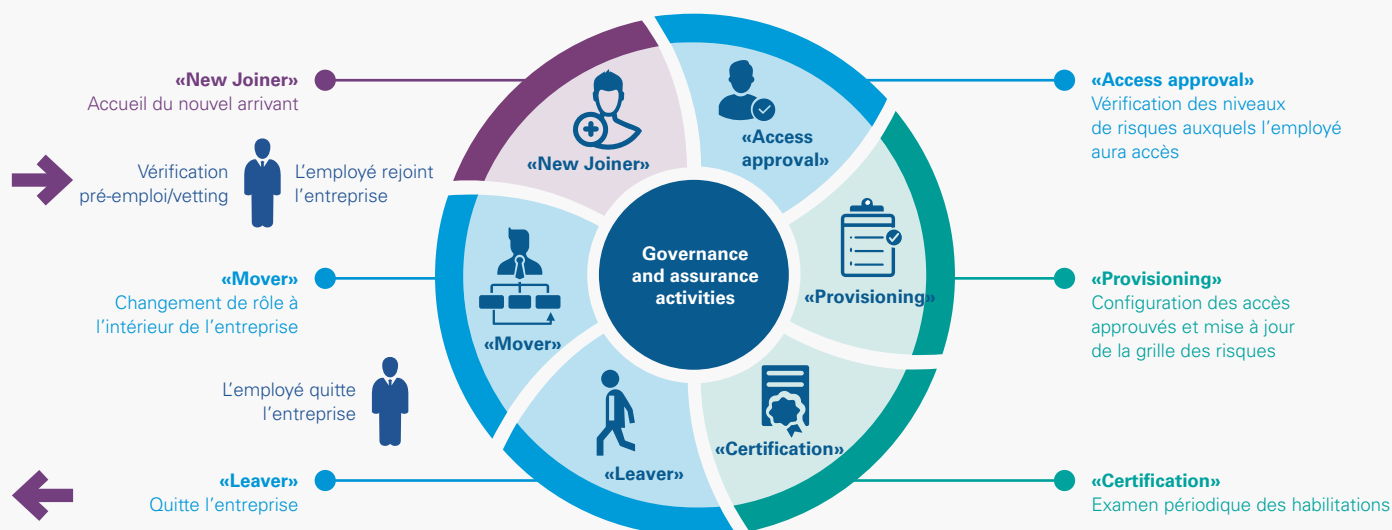 «New Joiner»
Accueil du nouvel arrivant
Vérification
pré-emploi/vetting
L'employé rejoint
l'entreprise
«Mover»
Changement de rôle à
l'intérieur de l'entreprise
L'employé quitte
l'entreprise
«Leaver»
Quitte l'entreprise
«New Joiner»
«Access
approval»
«Provisioning»
«Certification»
«Leaver»
«Mover»
Governance
and assurance
activities
«Access approval»
Vérification des niveaux
de risques auxquels l'employé
aura accès
«Provisioning»
Configuration des accès
approuvés et mise à jour
de la grille des risques
«Certification»
Examen périodique des habilitations